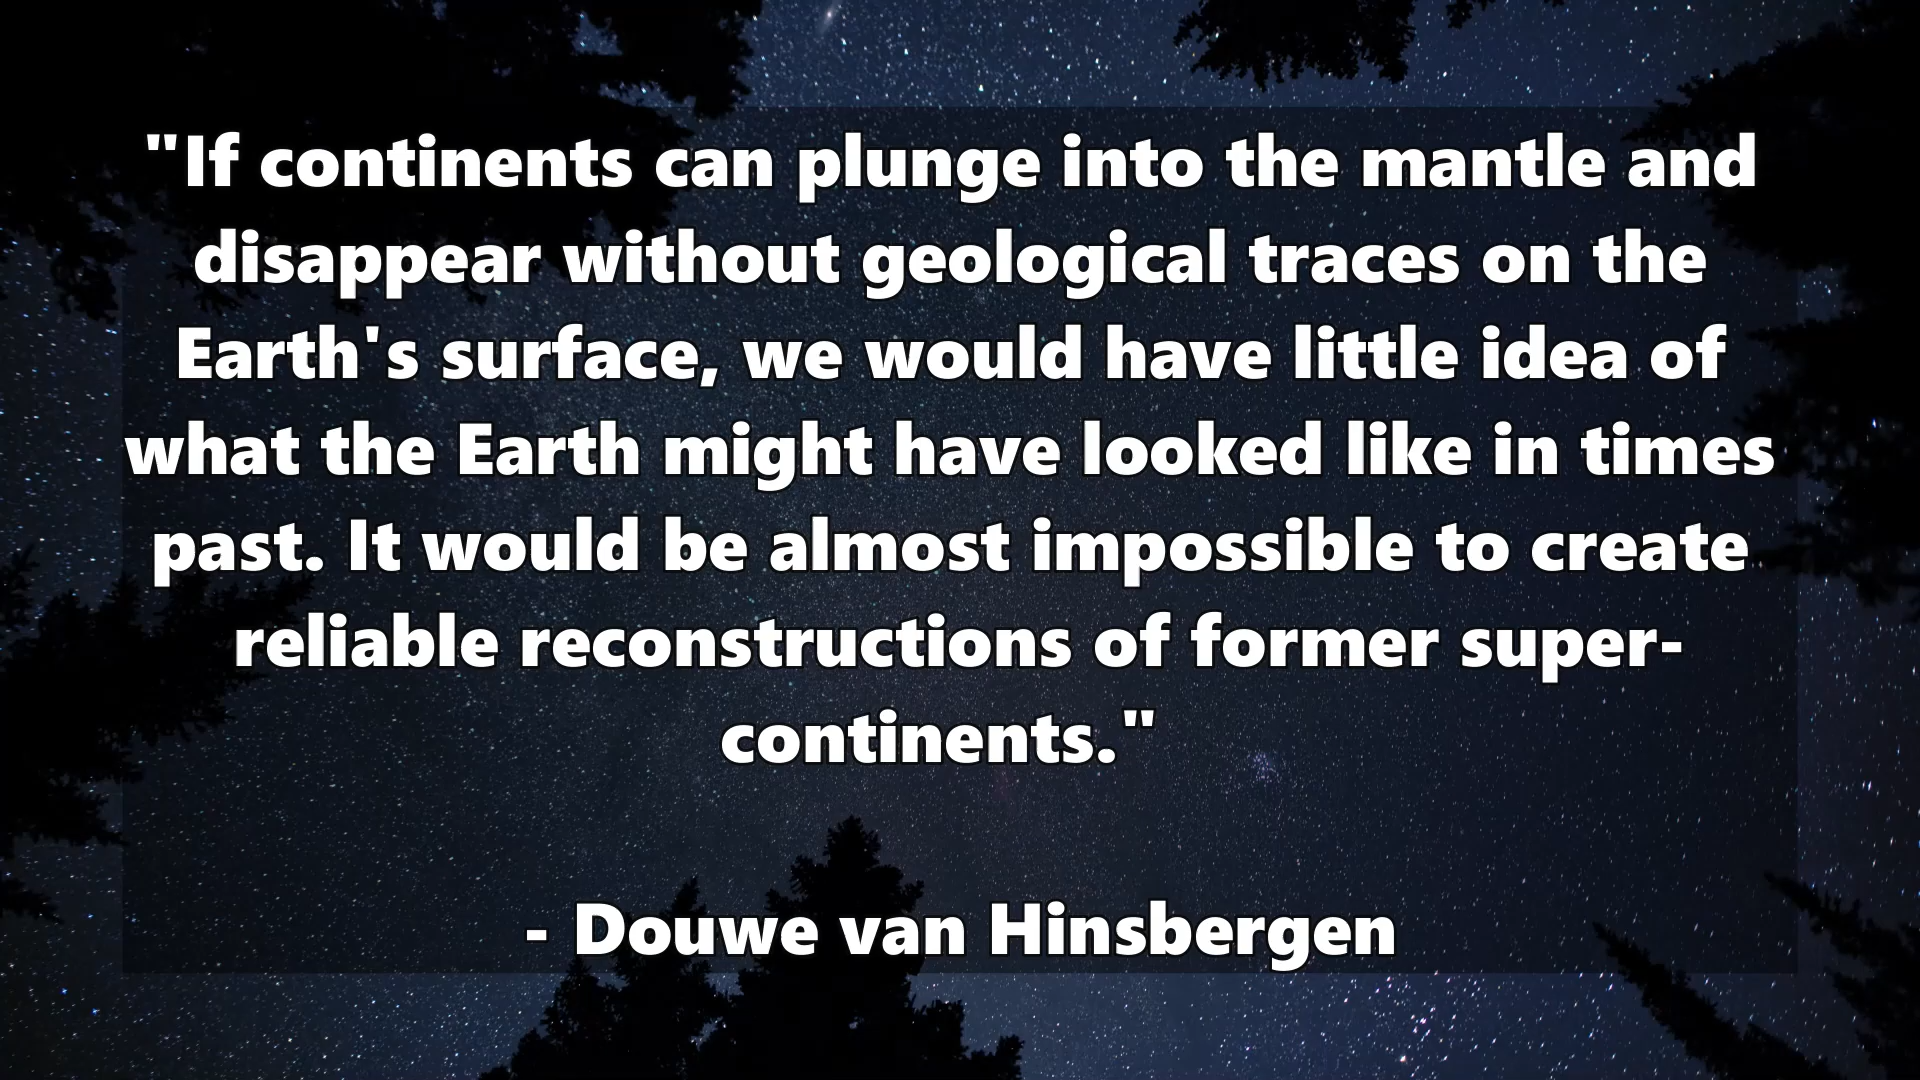 "If continents can plunge into the mantle and
disappear without geological traces on the
Earth's surface, we would have little idea of
what the Earth might have looked like in times
past. It would be almost impossible to create
reliable reconstructions of former super-
continents."
- Douwe van Hinsbergen